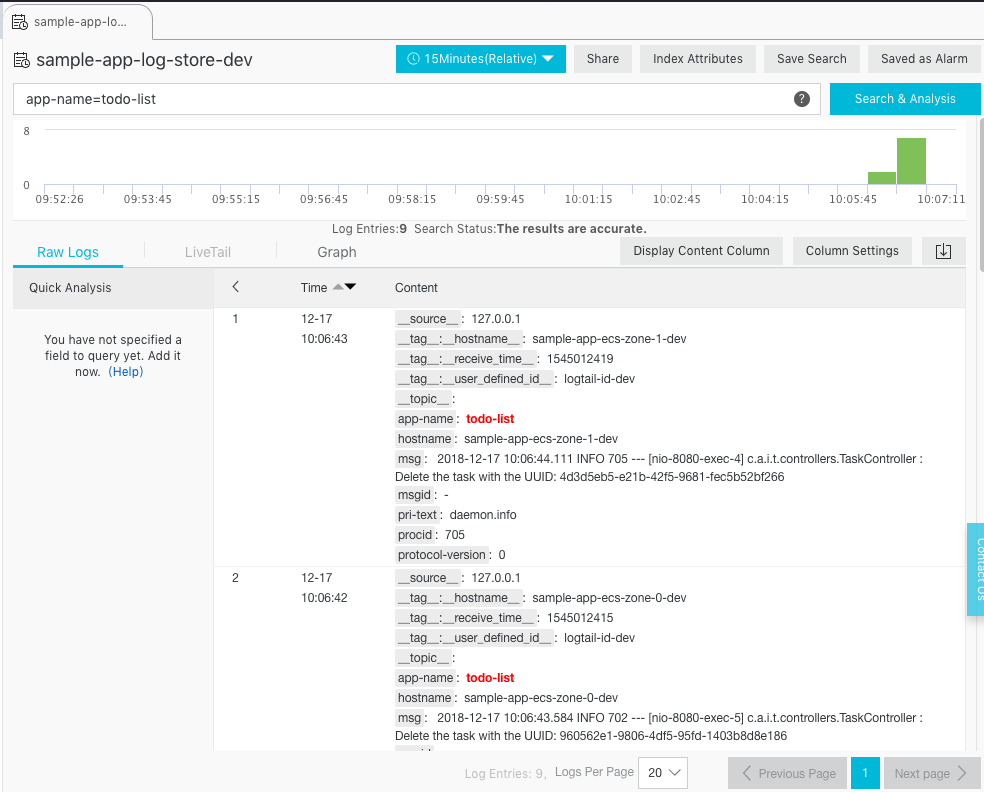 sample-app-lo...
sample-app-log-store-dev
15Minutes(Relative)
Share
Index Attributes
Save Search
Saved as Alarm
app-name=todo-list
?
Search & Analysis
8
0
09:52:26
09:53:45
09:55:15
09:56:45
09:58:15
09:59:45
10:01:15
10:02:45
10:04:15
10:05:45
10:07:11
Log Entries:9 Search Status:The results are accurate.
Raw Logs
LiveTail
Graph
Display Content Column
Column Settings
Quick Analysis
Time
Content
You have not specified a
field to query yet. Add it
now. (Help)
1
12-17
10:06:43
__source__ : 127.0.0.1
__tag__:__hostname__ : sample-app-ecs-zone-1-dev
__tag__:__receive_time__ : 1545012419
__tag__:__user_defined_id__ : logtail-id-dev
__topic__ :
app-name : todo-list
hostname : sample-app-ecs-zone-1-dev
msg : 2018-12-17 10:06:44.111 INFO 705 --- [nio-8080-exec-4] c.a.i.t.controllers.TaskController :
Delete the task with the UUID: 4d3d5eb5-e21b-42f5-9681-fec5b52bf266
msgid : -
pri-text : daemon.info
procid : 705
protocol-version : 0
2
12-17
10:06:42
__source__ : 127.0.0.1
__tag__:__hostname__ : sample-app-ecs-zone-0-dev
__tag__:__receive_time__ : 1545012415
__tag__:__user_defined_id__ : logtail-id-dev
__topic__ :
app-name : todo-list
hostname : sample-app-ecs-zone-0-dev
msg : 2018-12-17 10:06:43.584 INFO 702 --- [nio-8080-exec-5] c.a.i.t.controllers.TaskController :
Delete the task with the UUID: 960562e1-9806-4df5-95fd-1403b8d8e186
Contact Us
Log Entries: 9,
Logs Per Page
20
Previous Page
1
Next page